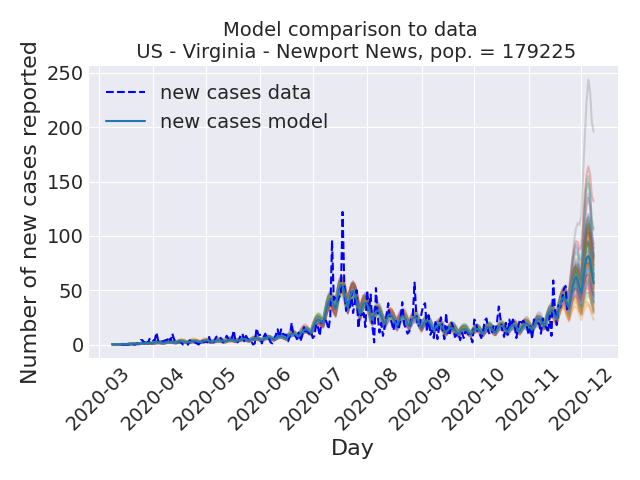 Model comparison to data
US - Virginia - Newport News, pop. = 179225
Number of new cases reported
250
200
150
100
50
0
new cases data
new cases model
2020-03
2020-04
2020-05
2020-06
2020-07
2020-08
2020-09
2020-10
2020-11
2020-12
Day